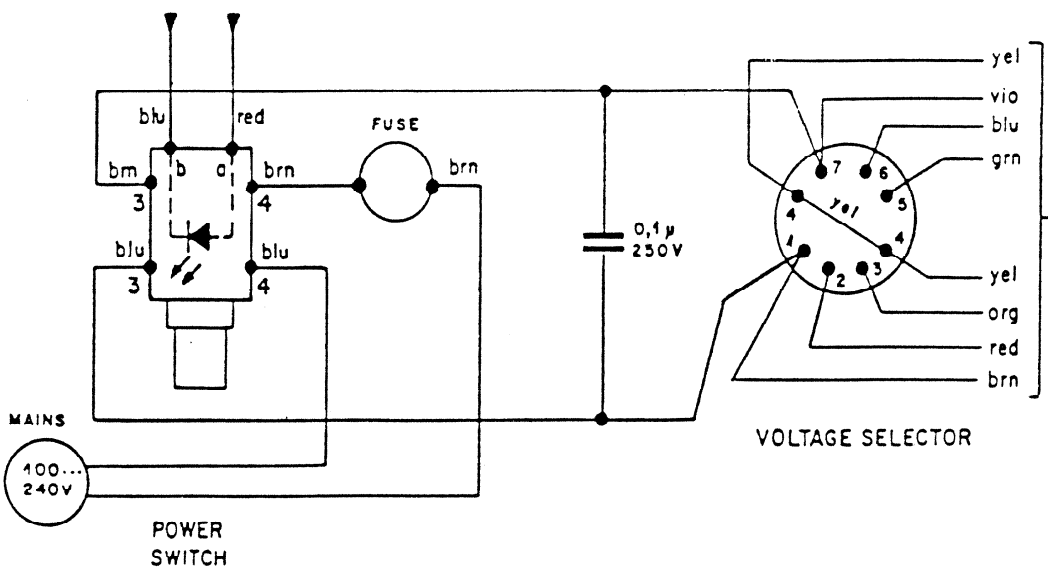 yel
vio
blu
grn
blu
red
FUSE
brn
b
a
brn
brn
3
4
7
6
5
4
yel
1
4
2
3
0,1µ
250V
blu
blu
3
4
yel
org
red
brn
MAINS
100...
240V
VOLTAGE SELECTOR
POWER
SWITCH